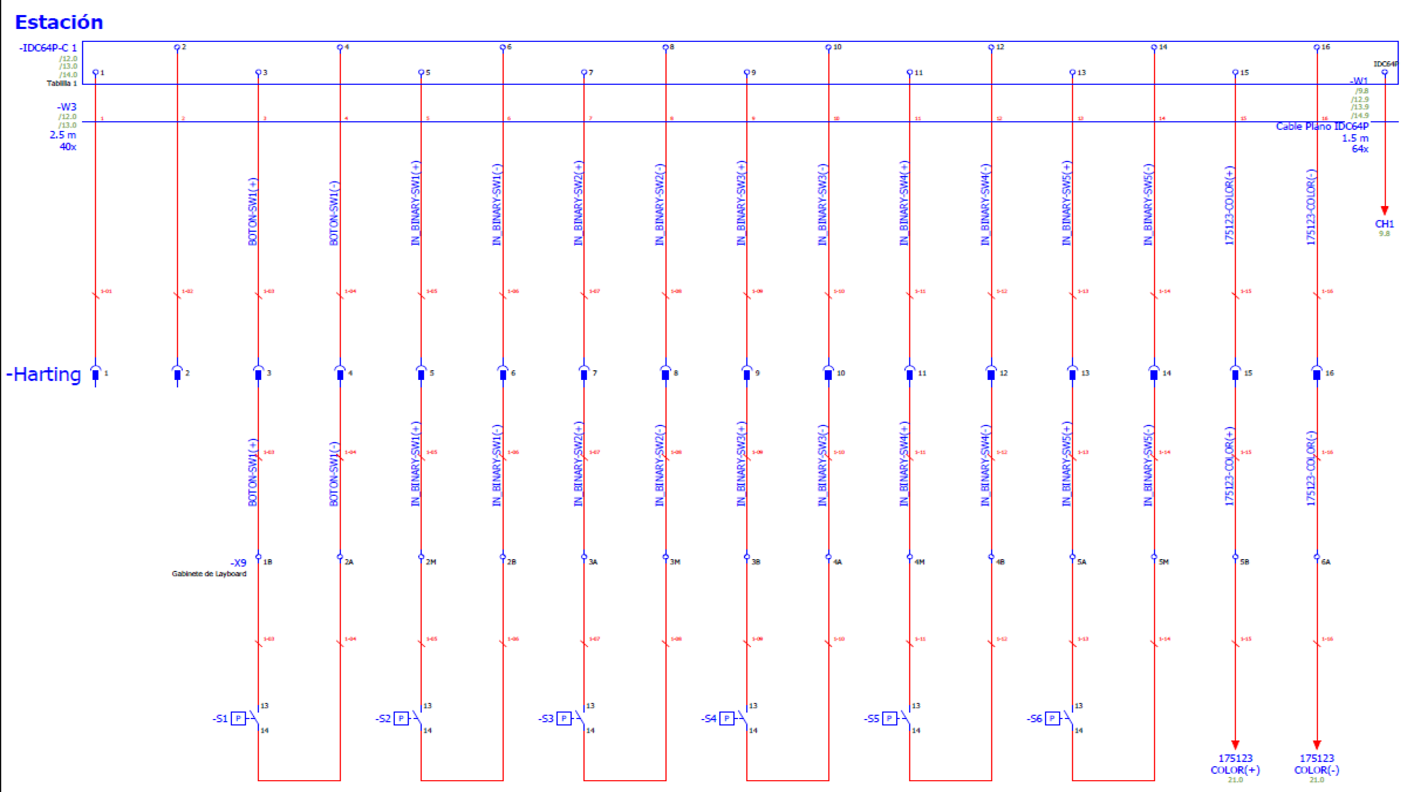 Estación
-IDC64P-C 1
/12.0
/13.0
/14.0
Tablilla 1
2 4 6 8 10 12 14 16
1 3 5 7 9 11 13 15
IDC64P
-W1
/9.8
/12.9
/13.9
/14.9
Cable Plano IDC64P
1.5 m
64x
-W3
/12.0
/13.0
2.5 m
40x
1 2 3 4 5 6 7 8 9 10 11 12 13 14 15 16
BOTON-SW1(+)
BOTON-SW1(-)
IN_BINARY-SW1(+)
IN_BINARY-SW1(-)
IN_BINARY-SW2(+)
IN_BINARY-SW2(-)
IN_BINARY-SW3(+)
IN_BINARY-SW3(-)
IN_BINARY-SW4(+)
IN_BINARY-SW4(-)
IN_BINARY-SW5(+)
IN_BINARY-SW5(-)
175123-COLOR(+)
175123-COLOR(-)
CH1
9.8
1-01 1-02 1-03 1-04 1-05 1-06 1-07 1-08 1-09 1-10 1-11 1-12 1-13 1-14 1-15 1-16
-Harting 1 2 3 4 5 6 7 8 9 10 11 12 13 14 15 16
BOTON-SW1(+)
BOTON-SW1(-)
IN_BINARY-SW1(+)
IN_BINARY-SW1(-)
IN_BINARY-SW2(+)
IN_BINARY-SW2(-)
IN_BINARY-SW3(+)
IN_BINARY-SW3(-)
IN_BINARY-SW4(+)
IN_BINARY-SW4(-)
IN_BINARY-SW5(+)
IN_BINARY-SW5(-)
175123-COLOR(+)
175123-COLOR(-)
1-03 1-04 1-05 1-06 1-07 1-08 1-09 1-10 1-11 1-12 1-13 1-14 1-15 1-16
-X9 1B 2A 2M 2B 3A 3M 3B 4A 4M 4B 5A 5M 5B 6A
Gabinete de Layboard
1-03 1-04 1-05 1-06 1-07 1-08 1-09 1-10 1-11 1-12 1-13 1-14 1-15 1-16
13 13 13 13 13 13
-S1 P -S2 P -S3 P -S4 P -S5 P -S6 P
14 14 14 14 14 14
175123
COLOR(+)
21.0
175123
COLOR(-)
21.0